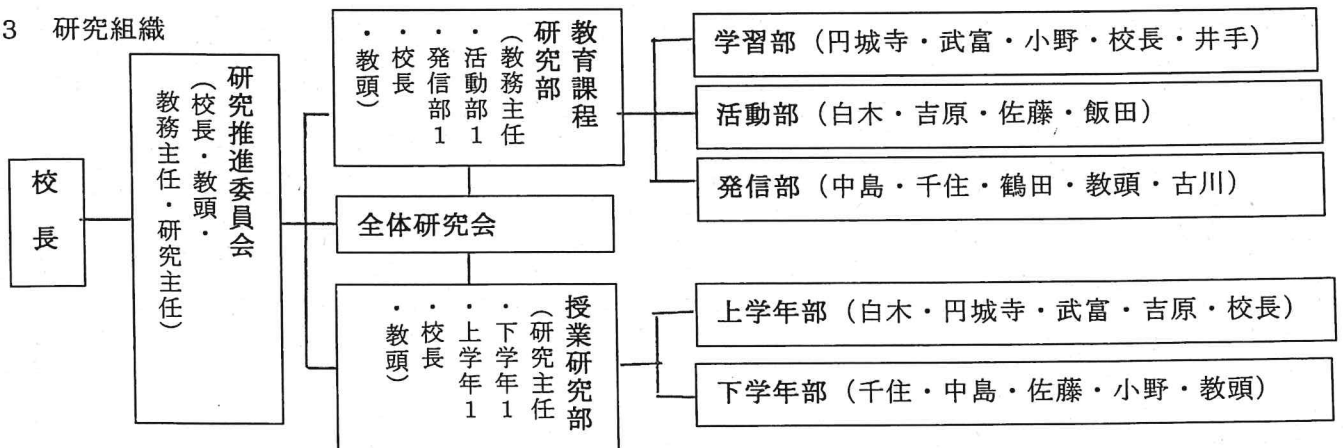 3　研究組織
校長
研究推進委員会
（校長・教頭・
教務主任・研究主任）
教育課程
研究部
（教務主任
・活動部1
・発信部1
・校長
・教頭）
全体研究会
授業研究部
（研究主任
・下学年1
・上学年1
・校長
・教頭）
学習部（円城寺・武富・小野・校長・井手）
活動部（白木・吉原・佐藤・飯田）
発信部（中島・千住・鶴田・教頭・古川）
上学年部（白木・円城寺・武富・吉原・校長）
下学年部（千住・中島・佐藤・小野・教頭）